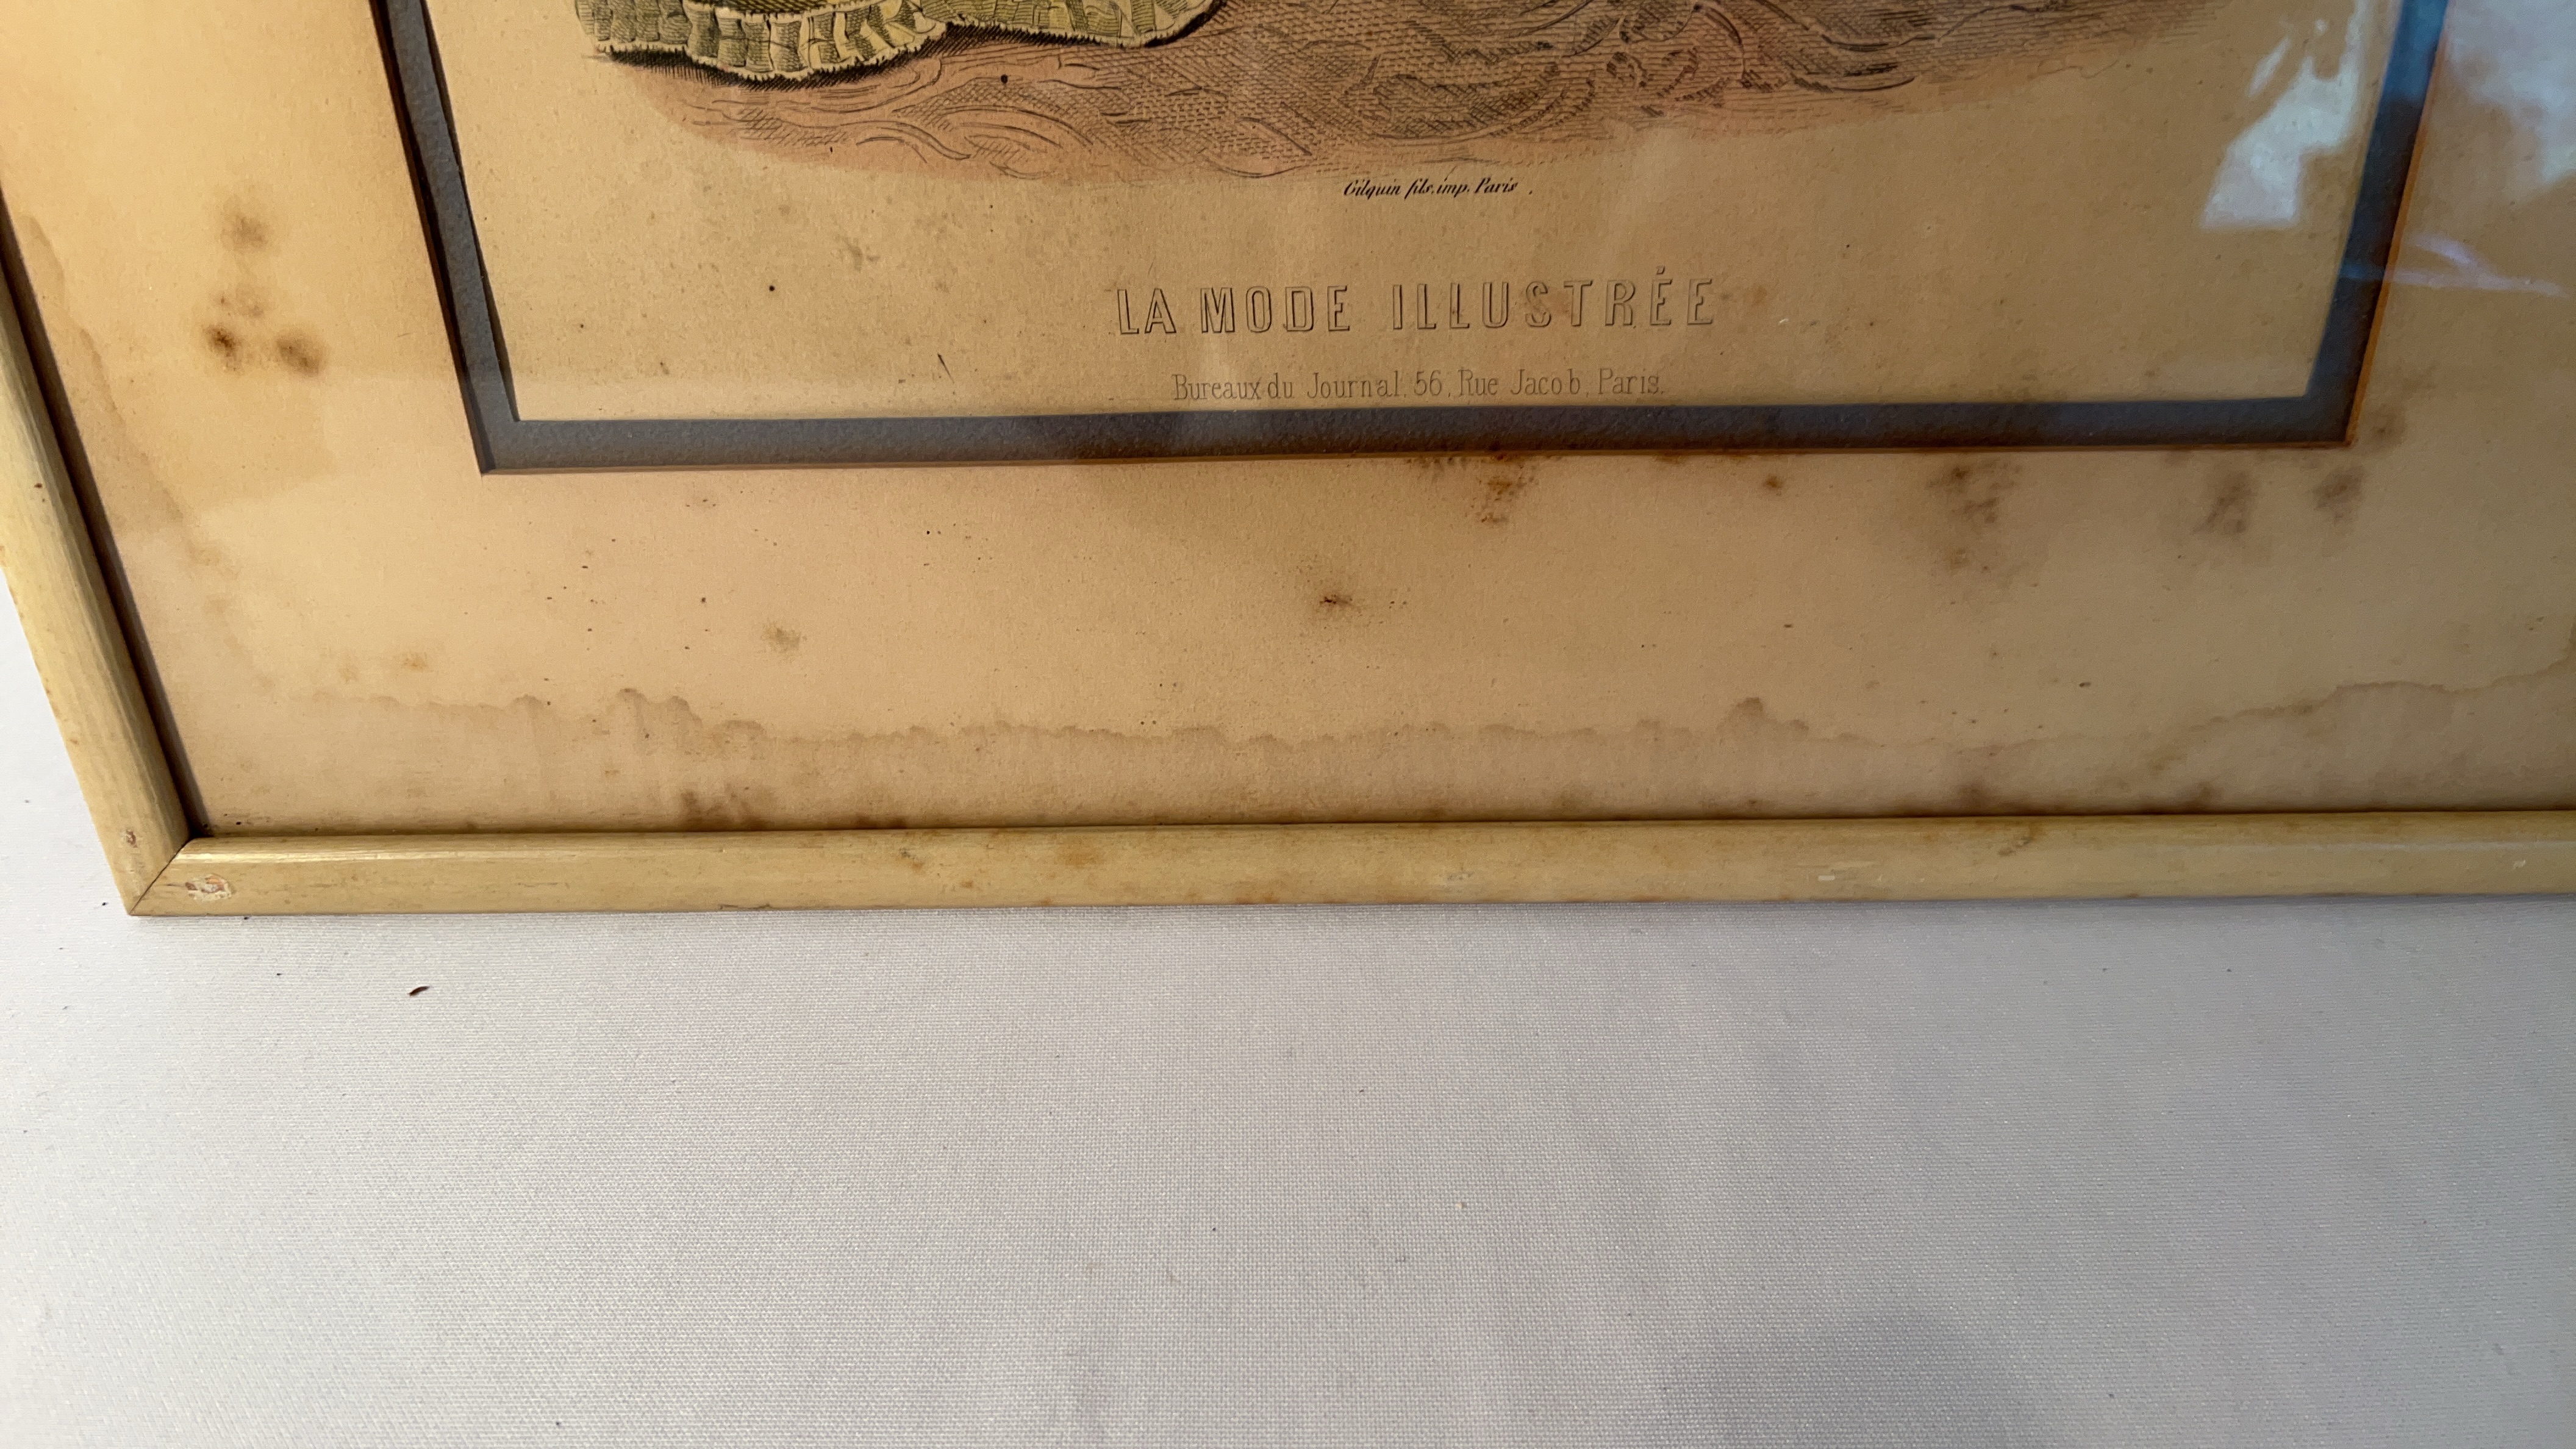 Gilquin fils, imp. Paris.
LA MODE ILLUSTRÉE
Bureaux du Journal. 56, Rue Jacob, Paris.